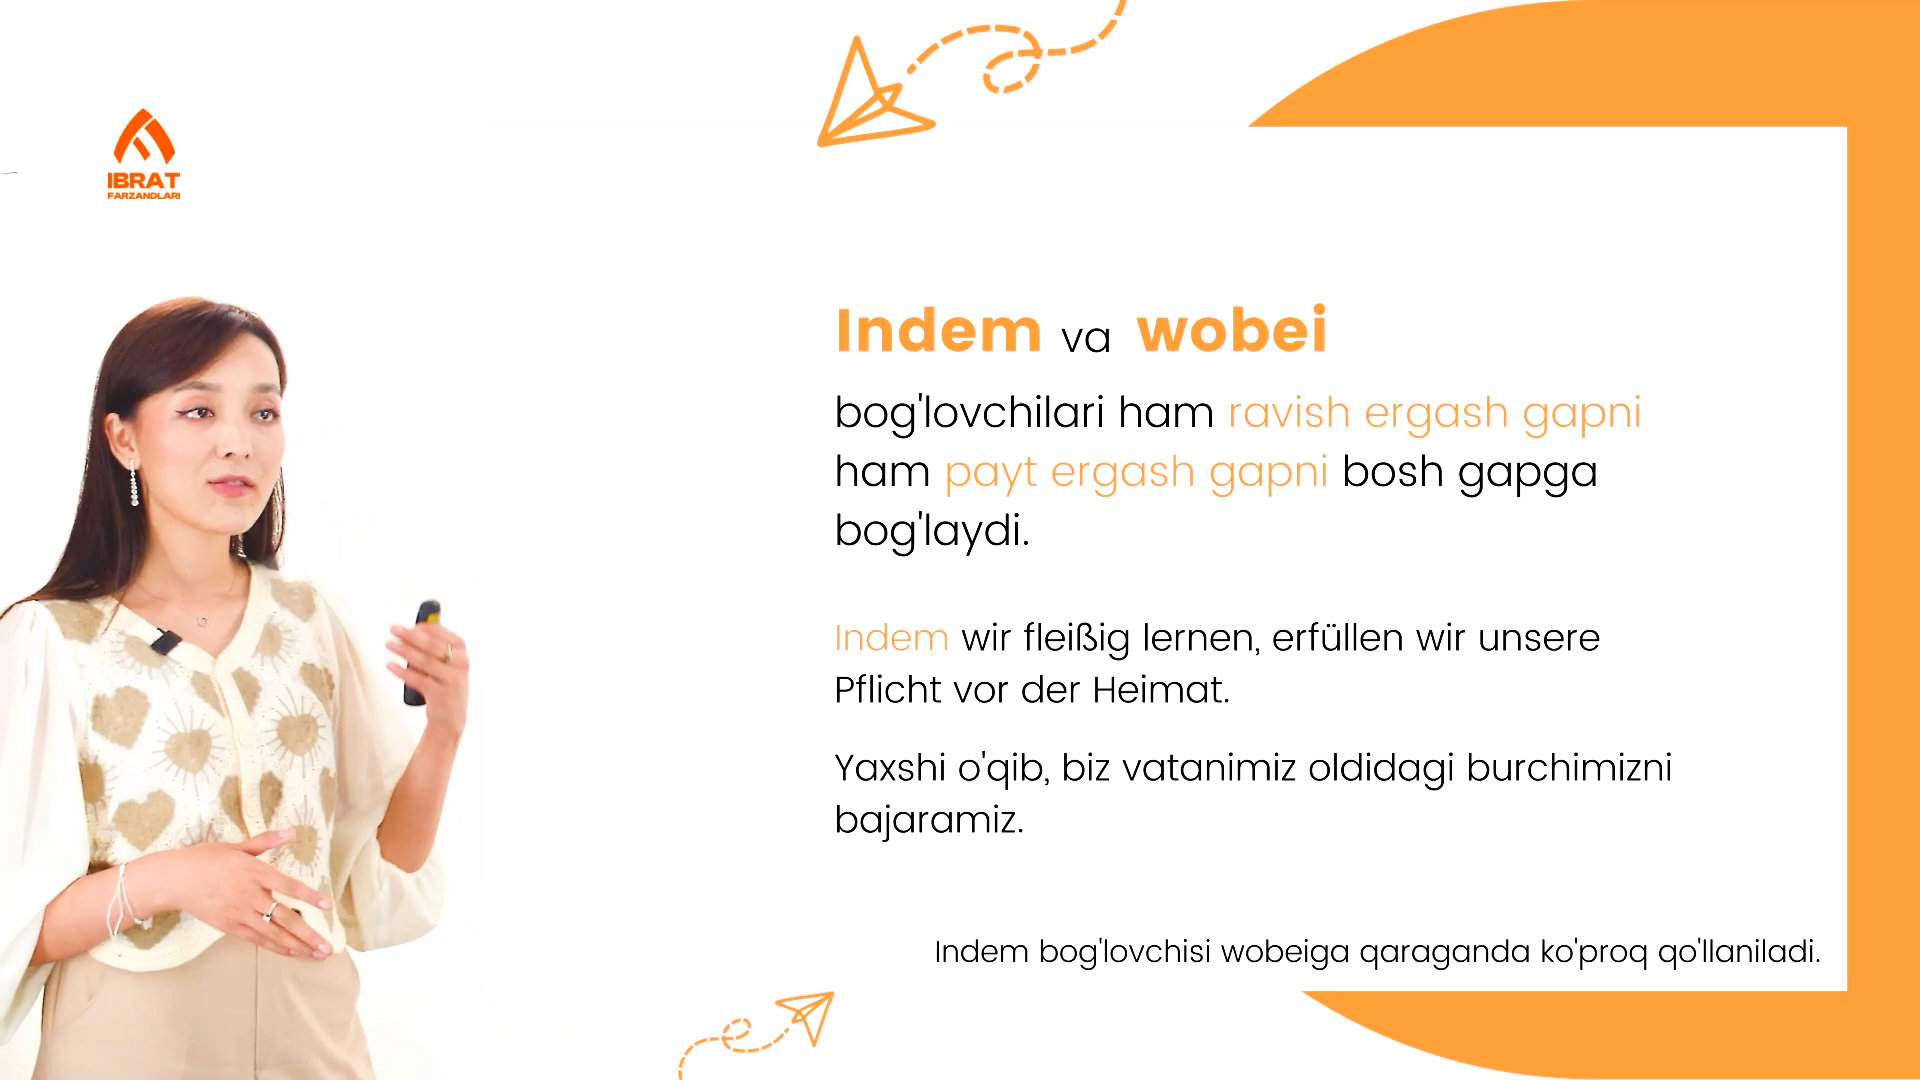 IBRAT
FARZANDLARI
Indem va wobei
bog'lovchilari ham ravish ergash gapni
ham payt ergash gapni bosh gapga
bog'laydi.
Indem wir fleißig lernen, erfüllen wir unsere
Pflicht vor der Heimat.
Yaxshi o'qib, biz vatanimiz oldidagi burchimizni
bajaramiz.
Indem bog'lovchisi wobeiga qaraganda ko'proq qo'llaniladi.